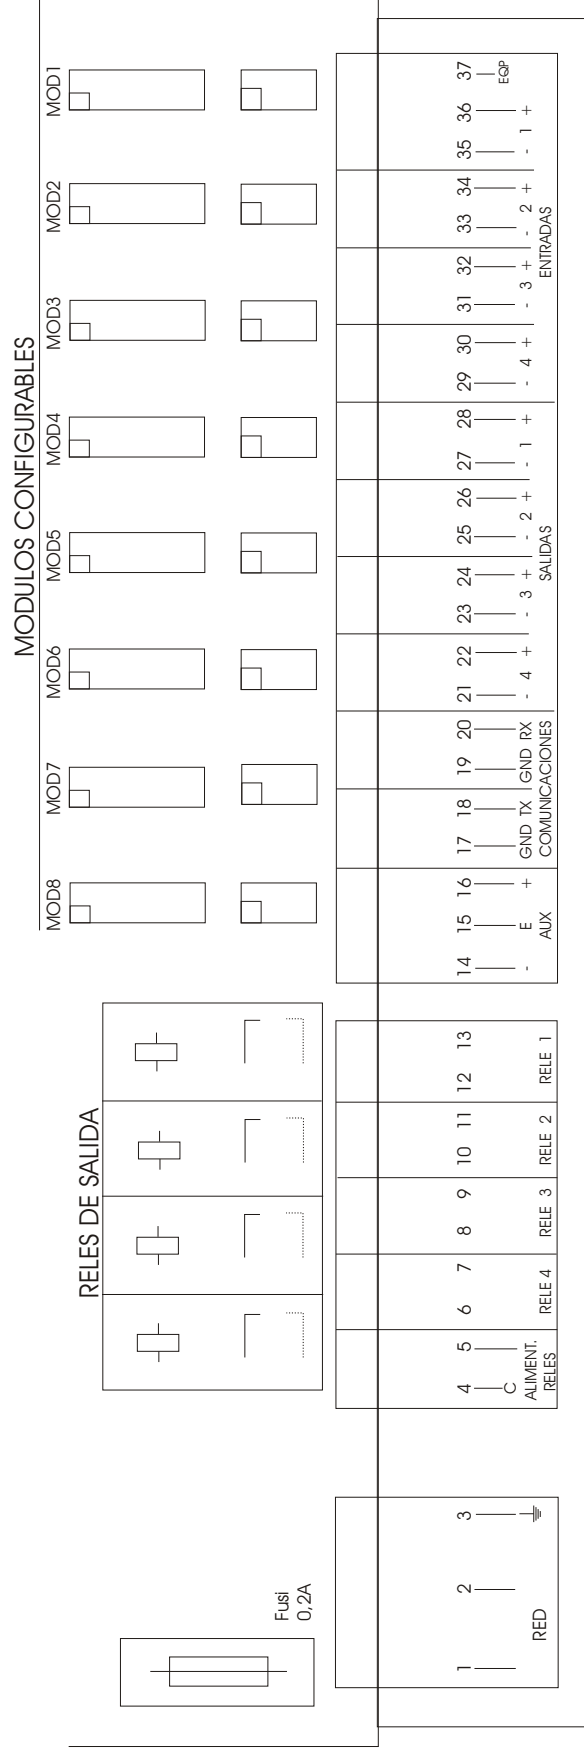 MODULOS CONFIGURABLES
MOD8 MOD7 MOD6 MOD5 MOD4 MOD3 MOD2 MOD1
RELES DE SALIDA
Fusi
0,2A
1 2 3 4 5 6 7 8 9 10 11 12 13 14 15 16 17 18 19 20 21 22 23 24 25 26 27 28 29 30 31 32 33 34 35 36 37
C EQP
- E + GND TX GND RX - 4 + - 3 + - 2 + - 1 + - 4 + - 3 + - 2 + - 1 +
RED
ALIMENT.
RELES
RELE 4 RELE 3 RELE 2 RELE 1
AUX COMUNICACIONES SALIDAS ENTRADAS